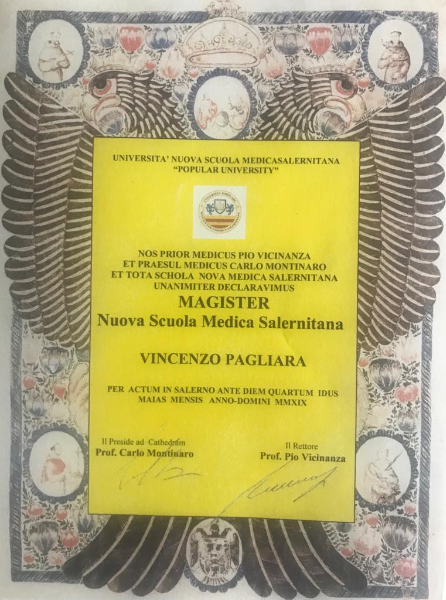 UNIVERSITA' NUOVA SCUOLA MEDICASALERNITANA
"POPULAR UNIVERSITY"
NOS PRIOR MEDICUS PIO VICINANZA
ET PRAESUL MEDICUS CARLO MONTINARO
ET TOTA SCHOLA NOVA MEDICA SALERNITANA
UNANIMITER DECLARAVIMUS
MAGISTER
Nuova Scuola Medica Salernitana
VINCENZO PAGLIARA
PER ACTUM IN SALERNO ANTE DIEM QUARTUM IDUS
MAIAS MENSIS ANNO-DOMINI MMXIX
Il Preside ad Cathedram
Prof. Carlo Montinaro
Il Rettore
Prof. Pio Vicinanza